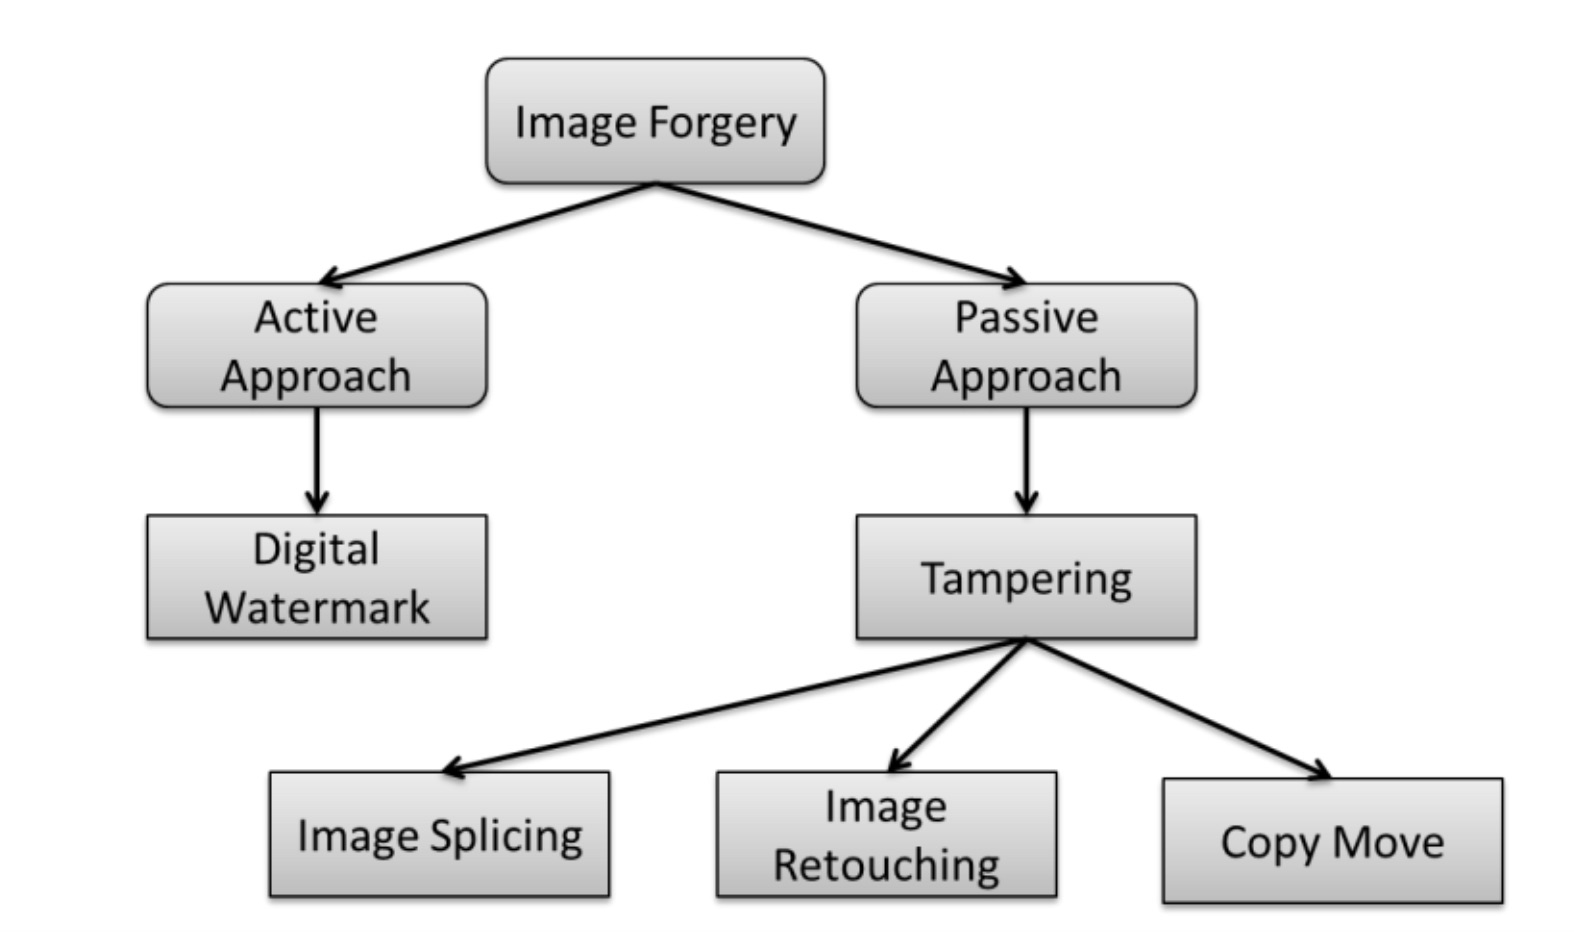 Image Forgery
Active
Approach
Passive
Approach
Digital
Watermark
Tampering
Image Splicing
Image
Retouching
Copy Move